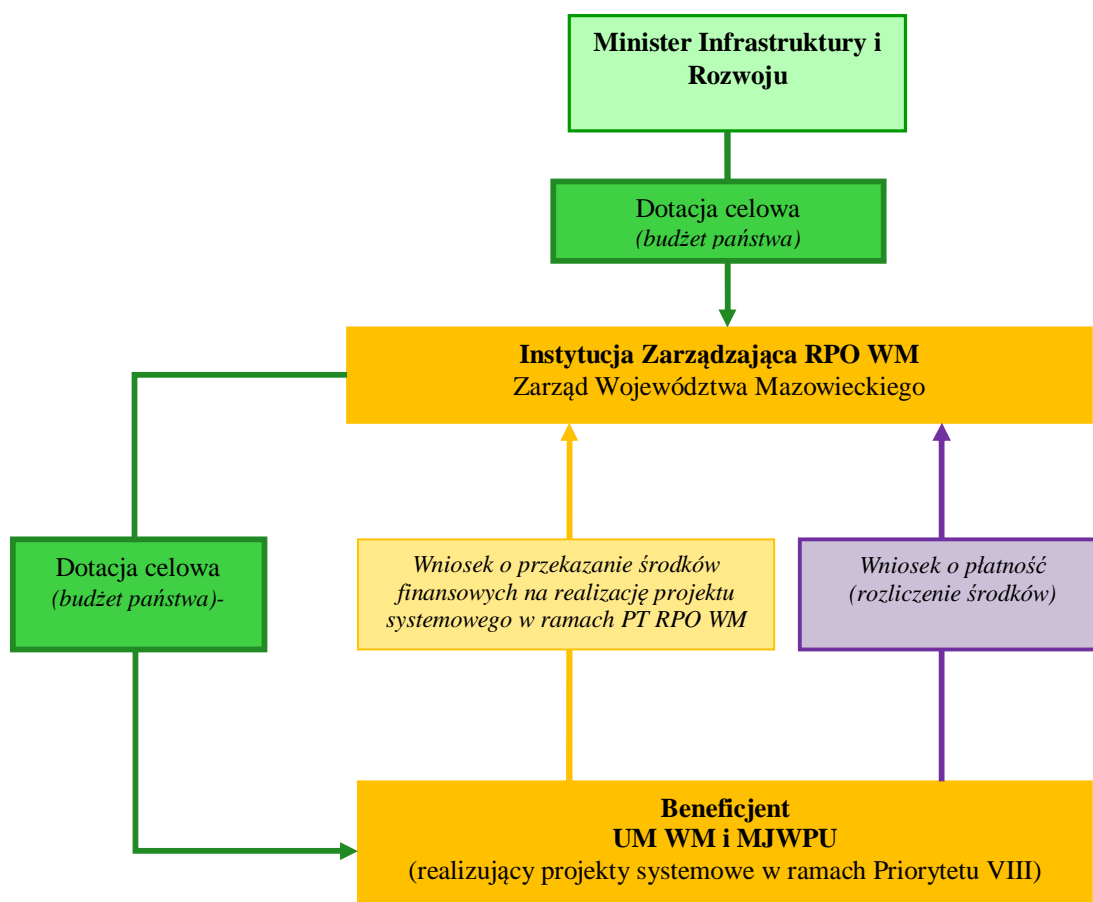 Minister Infrastruktury i
Rozwoju
Dotacja celowa
(budżet państwa)
Instytucja Zarządzająca RPO WM
Zarząd Województwa Mazowieckiego
Dotacja celowa
(budżet państwa)-
Wniosek o przekazanie środków
finansowych na realizację projektu
systemowego w ramach PT RPO WM
Wniosek o płatność
(rozliczenie środków)
Beneficjent
UM WM i MJWPU
(realizujący projekty systemowe w ramach Priorytetu VIII)